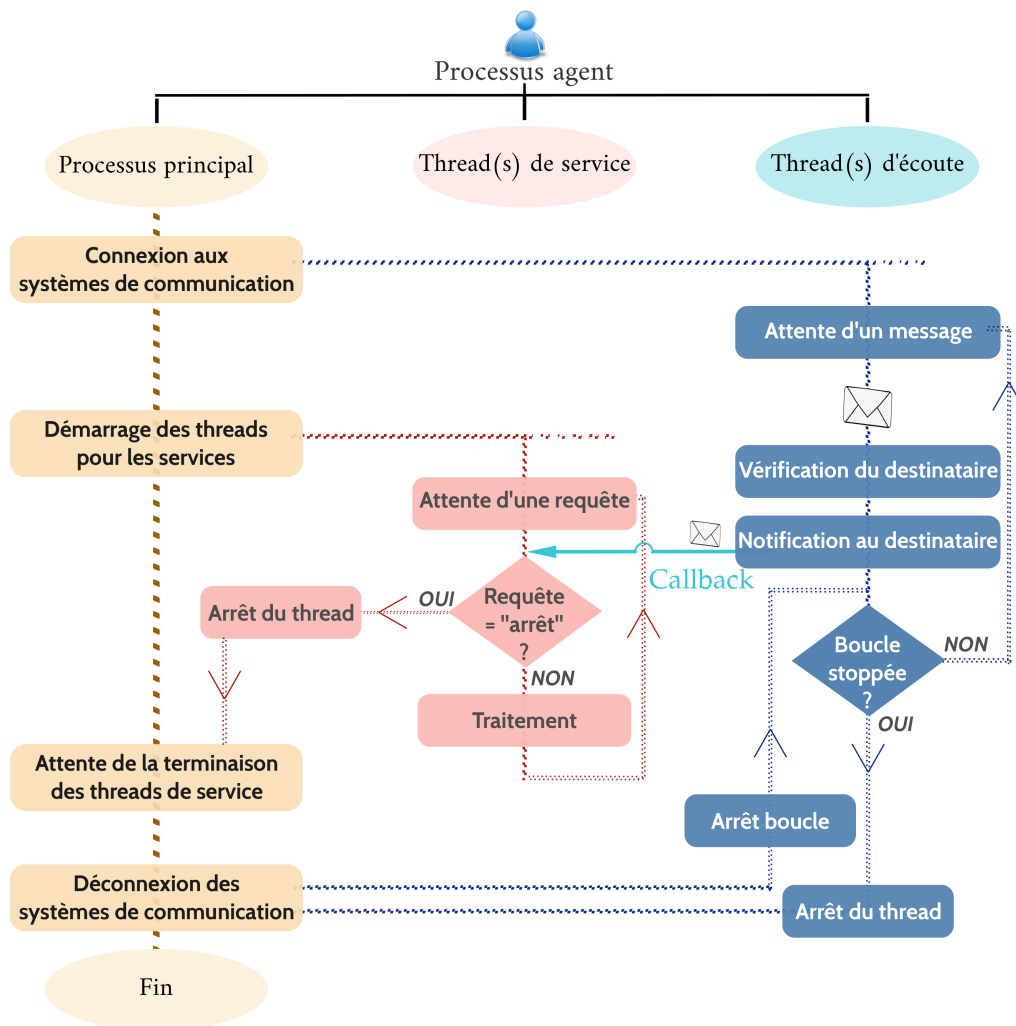 Processus agent
Processus principal
Thread(s) de service
Thread(s) d'écoute
Connexion aux
systèmes de communication
Attente d'un message
Démarrage des threads
pour les services
Vérification du destinataire
Attente d'une requête
Notification au destinataire
Callback
Requête
= "arrêt"
?
OUI
Arrêt du thread
NON
Traitement
Boucle
stoppée
?
NON
OUI
Attente de la terminaison
des threads de service
Arrêt boucle
Déconnexion des
systèmes de communication
Arrêt du thread
Fin